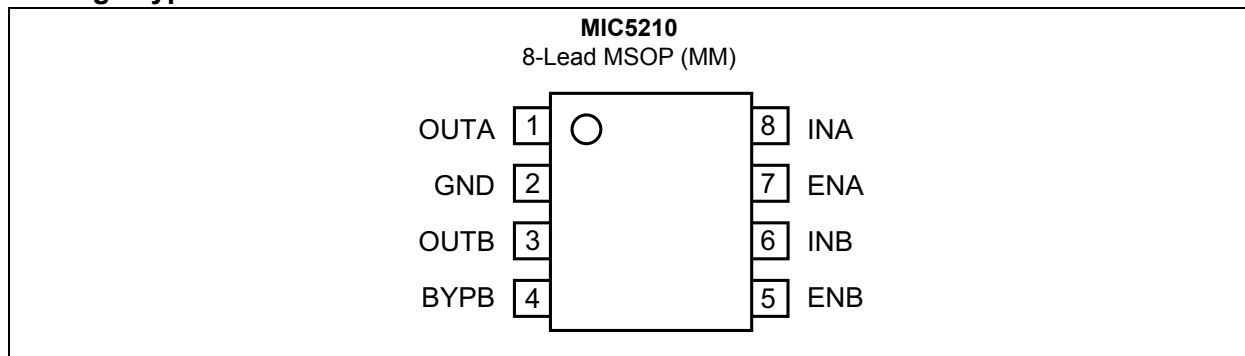 MIC5210
8-Lead MSOP (MM)
OUTA 1 8 INA
GND 2 7 ENA
OUTB 3 6 INB
BYPB 4 5 ENB